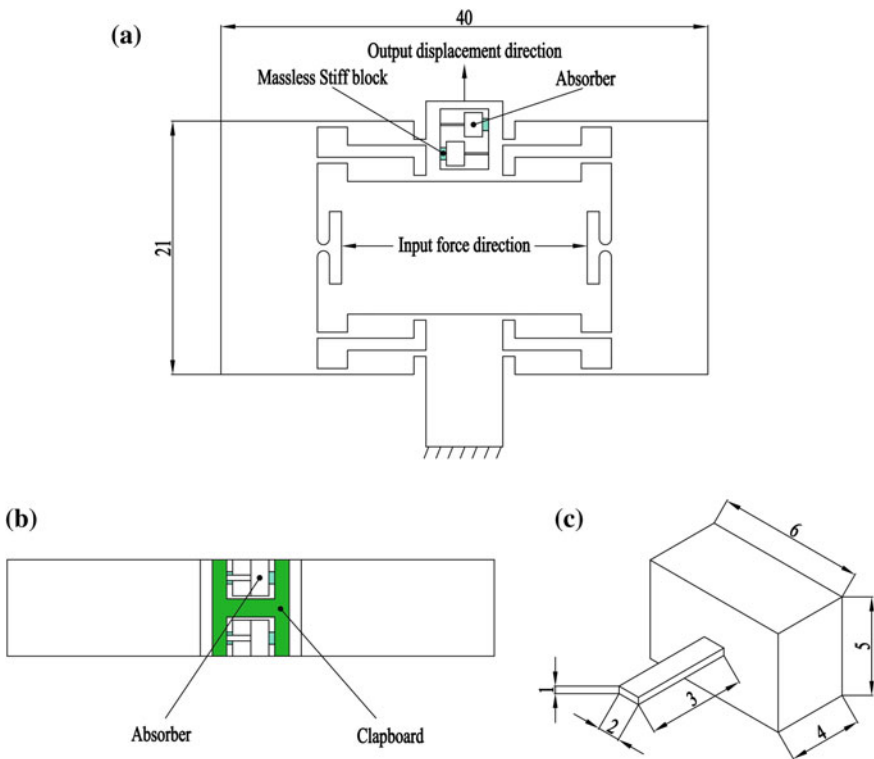 (a)
40
Output displacement direction
Massless Stiff block
Absorber
21
Input force direction
(b)
Absorber
Clapboard
(c)
6
5
1
2
3
4